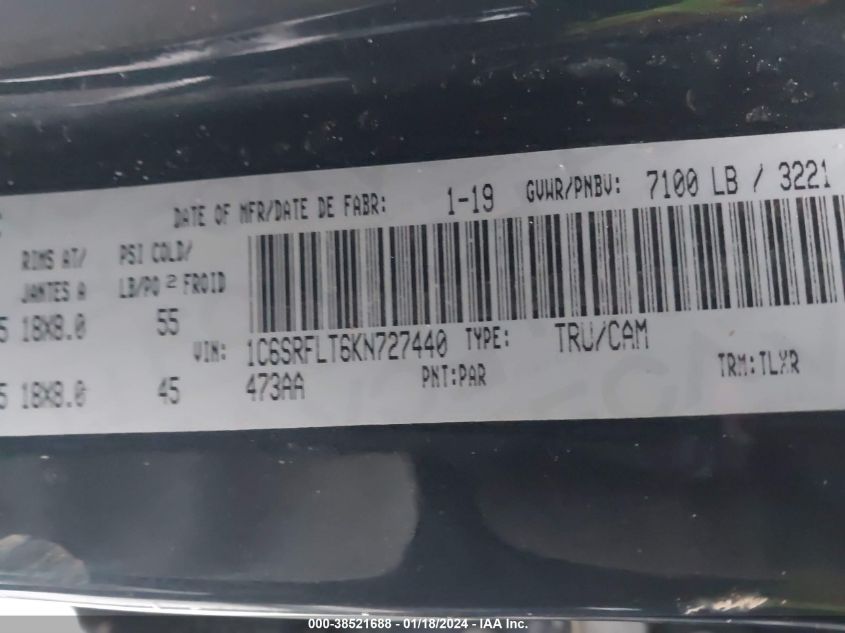 DATE OF MFR/DATE DE FABR: 1-19 GVWR/PNBV: 7100 LB / 3221
RIMS AT/ PSI COLD/
JANTES A LB/PO 2 FROID
5 18X8.0 55
VIN: 1C6SRFLT6KN727440 TYPE: TRU/CAM
5 18X8.0 45 473AA PNT:PAR TRM:TLXR
000-38521688 - 01/18/2024 - IAA Inc.